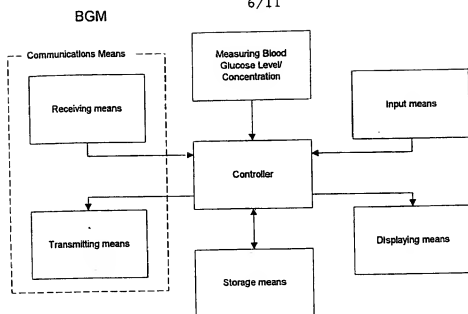 6/11
BGM
Communications Means
Measuring Blood
Glucose Level/
Concentration
Receiving means
Input means
Controller
Transmitting means
Displaying means
Storage means